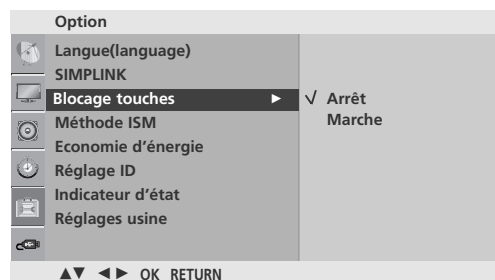 Option
Langue(language)
SIMPLINK
Blocage touches ► √ Arrêt
Méthode ISM Marche
Economie d'énergie
Réglage ID
Indicateur d'état
Réglages usine
▲▼ ◄► OK RETURN